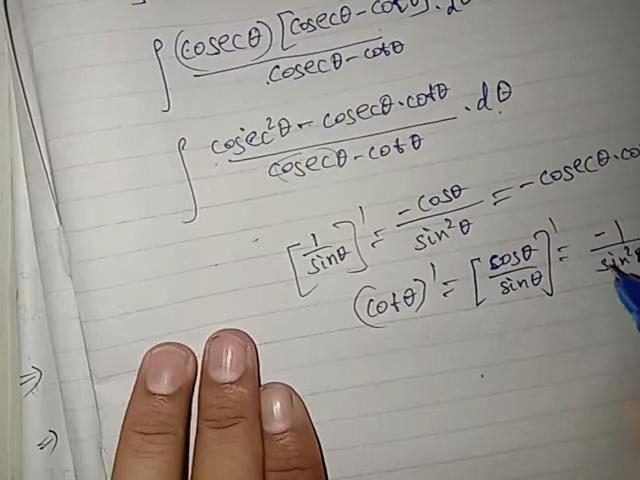 ∫ (cosecθ) [cosecθ - cotθ] . dθ / cosecθ - cotθ
∫ cosec²θ - cosecθ.cotθ / cosecθ - cotθ . dθ
[1/sinθ]' = -cosθ/sin²θ = -cosecθ.co
(cotθ)' = [cosθ/sinθ]' = -1/sin²θ
⇒
⇒